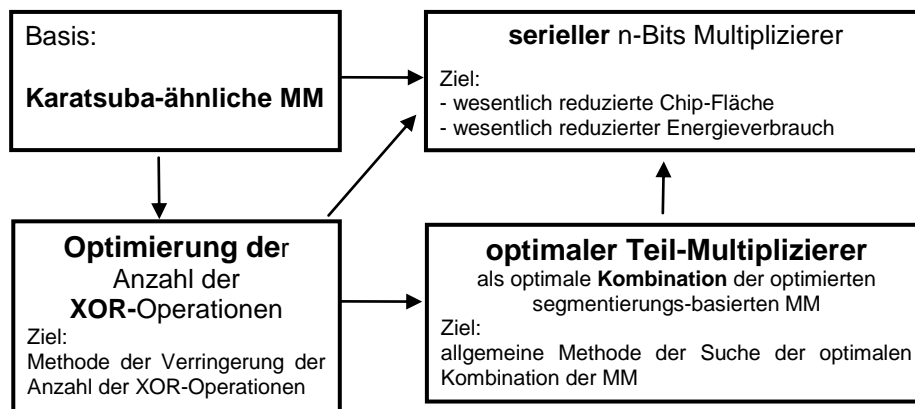 Basis:
Karatsuba-ähnliche MM
serieller n-Bits Multiplizierer
Ziel:
- wesentlich reduzierte Chip-Fläche
- wesentlich reduzierter Energieverbrauch
Optimierung der
Anzahl der
XOR-Operationen
Ziel:
Methode der Verringerung der
Anzahl der XOR-Operationen
optimaler Teil-Multiplizierer
als optimale Kombination der optimierten
segmentierungs-basierten MM
Ziel:
allgemeine Methode der Suche der optimalen
Kombination der MM